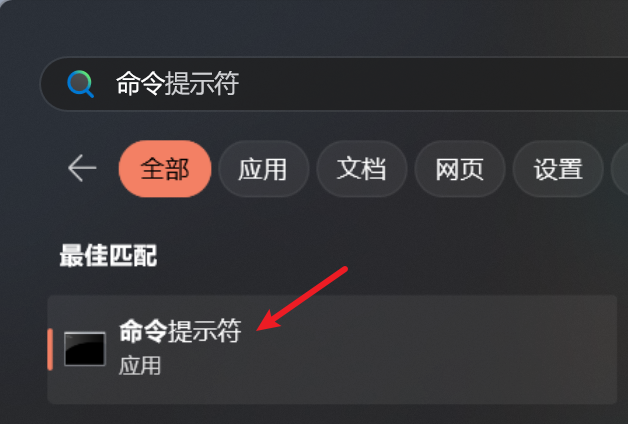 命令提示符
全部 应用 文档 网页 设置
最佳匹配
命令提示符
应用